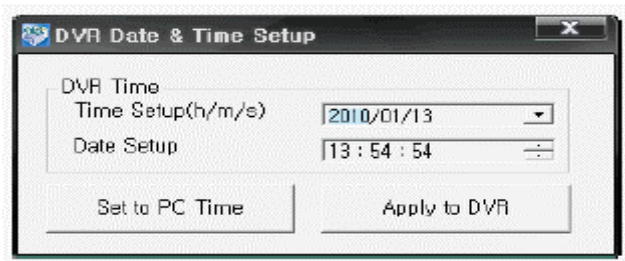 DVR Date & Time Setup
DVR Time
Time Setup(h/m/s) 2010/01/13
Date Setup 13 : 54 : 54
Set to PC Time Apply to DVR